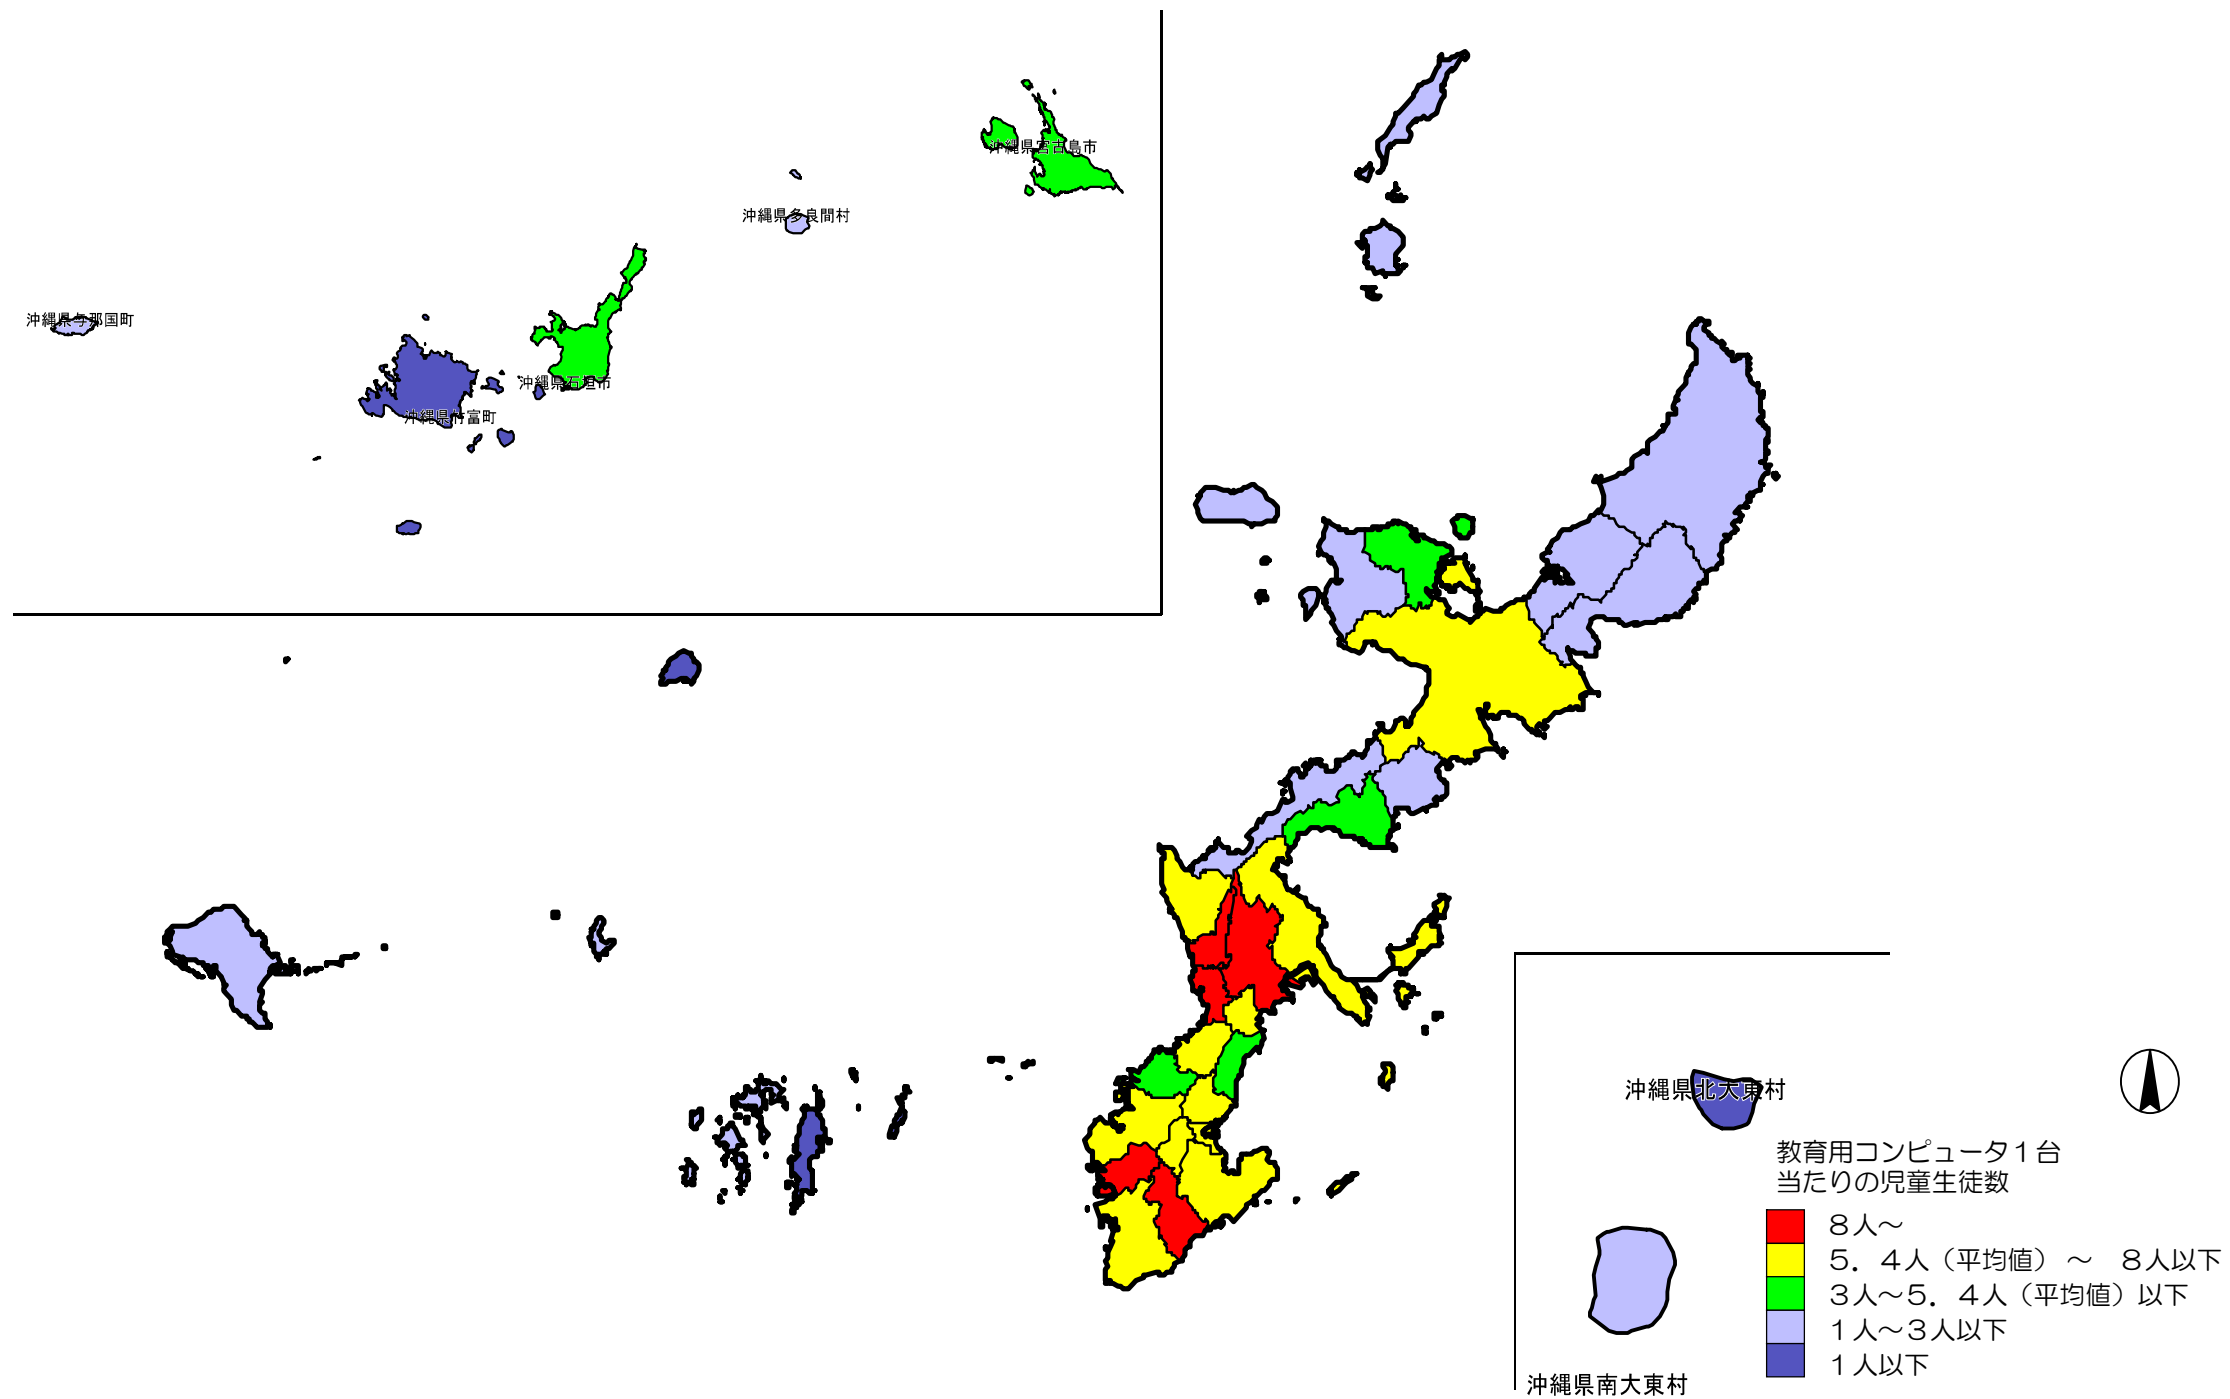 沖縄県宮古島市
沖縄県多良間村
沖縄県与那国町
沖縄県石垣市
沖縄県竹富町
沖縄県北大東村
教育用コンピュータ１台
当たりの児童生徒数
８人～
５．４人（平均値） ～　８人以下
３人～５．４人（平均値）以下
１人～３人以下
１人以下
沖縄県南大東村